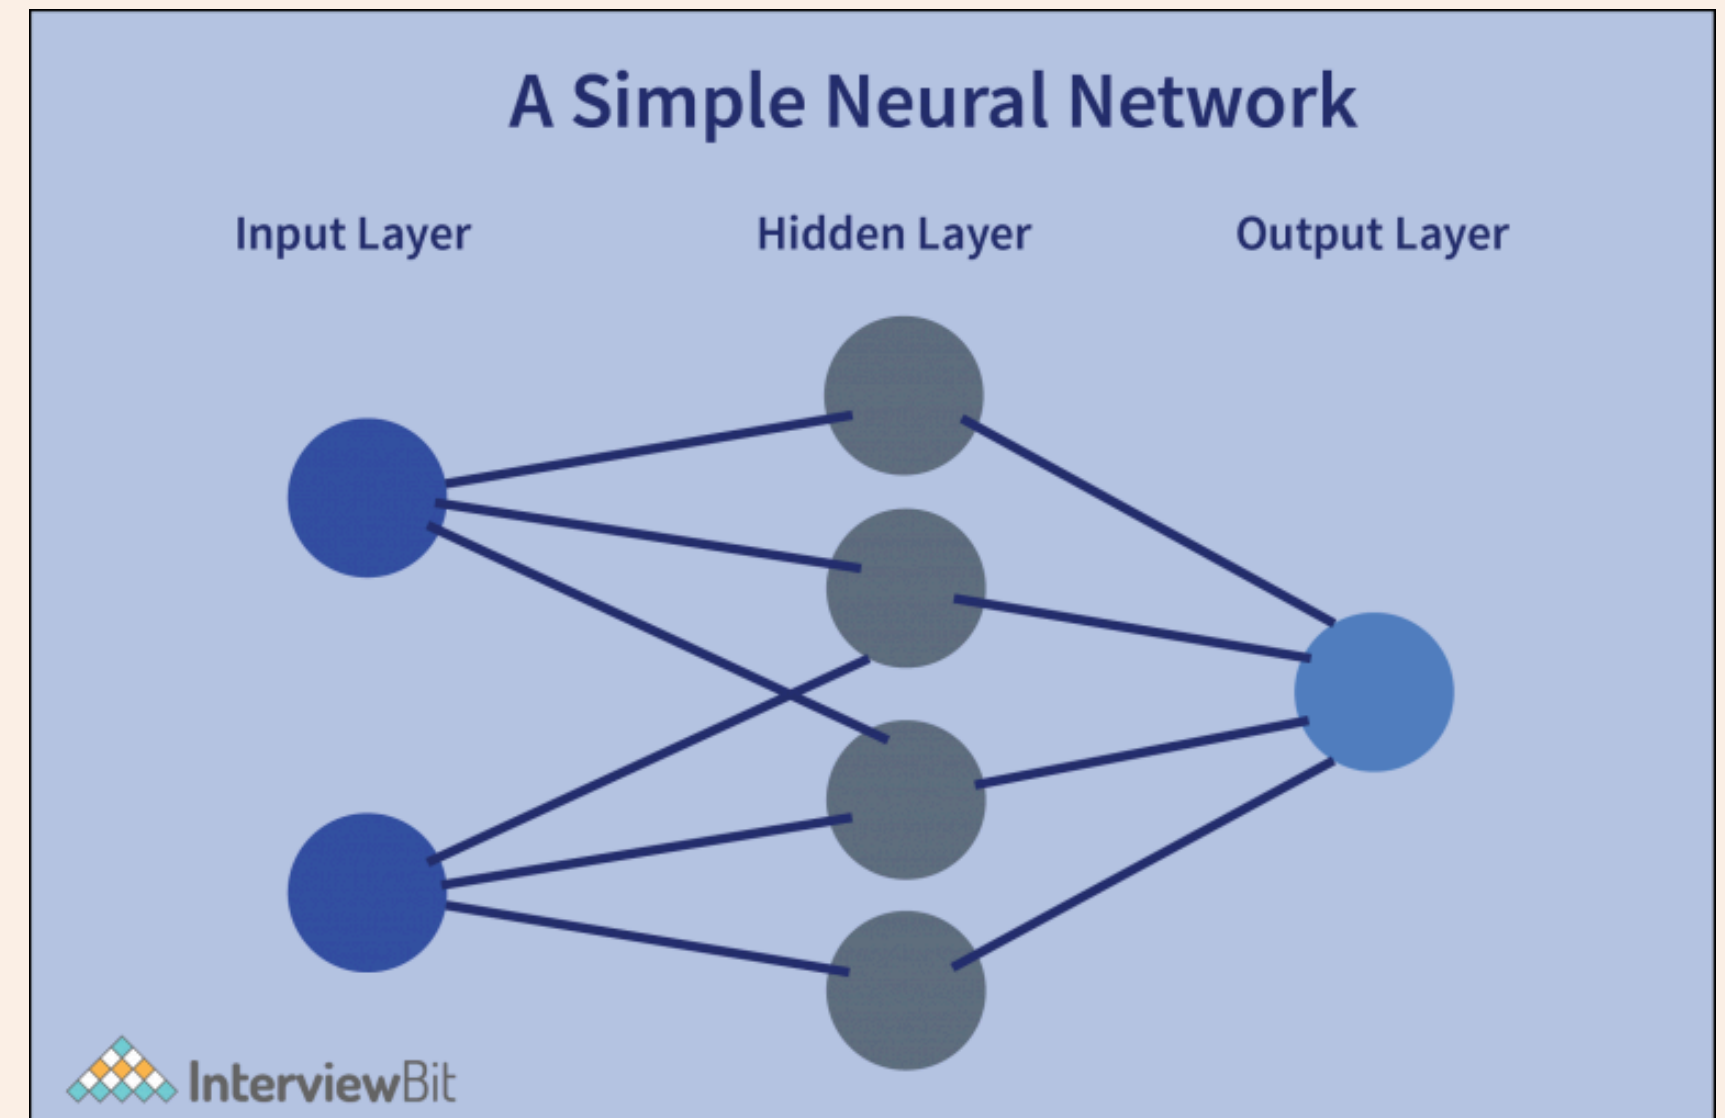 A Simple Neural Network
Input Layer
Hidden Layer
Output Layer
InterviewBit